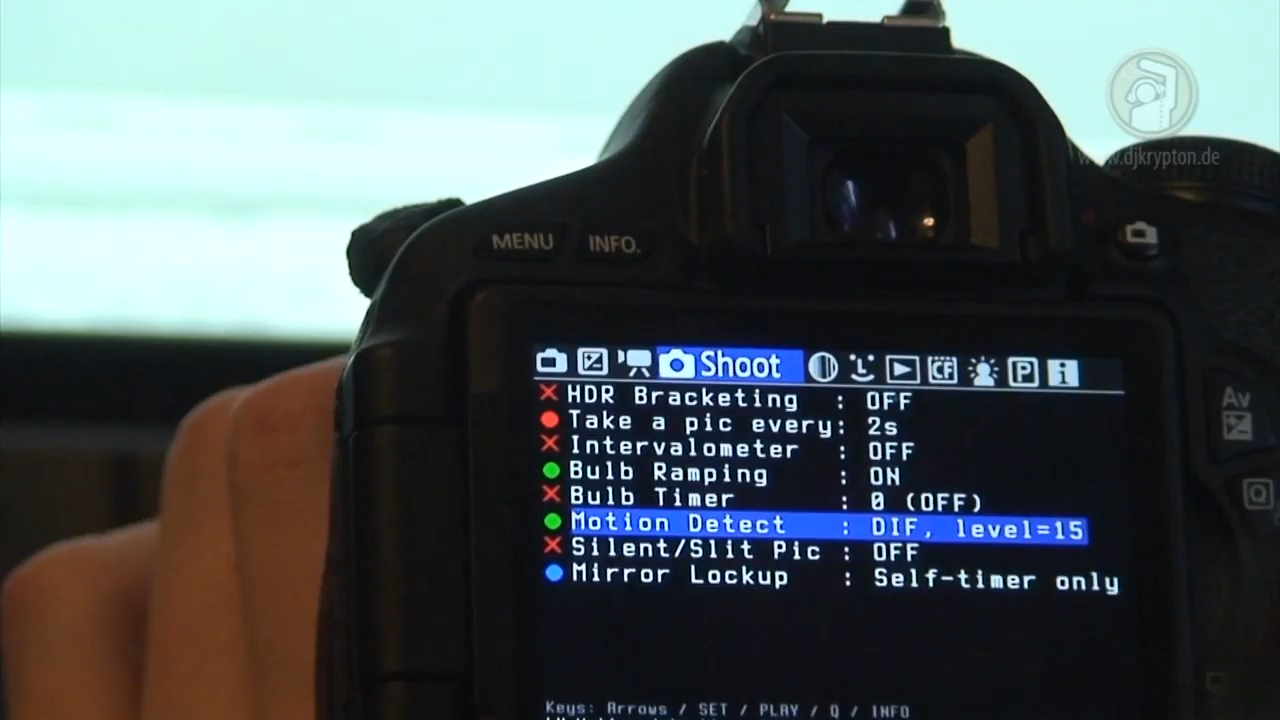 www.djkrypton.de
MENU INFO.
Shoot CF P i
HDR Bracketing : OFF
Take a pic every: 2s
Intervalometer : OFF
Bulb Ramping : ON
Bulb Timer : 0 (OFF)
Motion Detect : DIF, level=15
Silent/Slit Pic : OFF
Mirror Lockup : Self-timer only
Keys: Arrows / SET / PLAY / Q / INFO
Av
Q